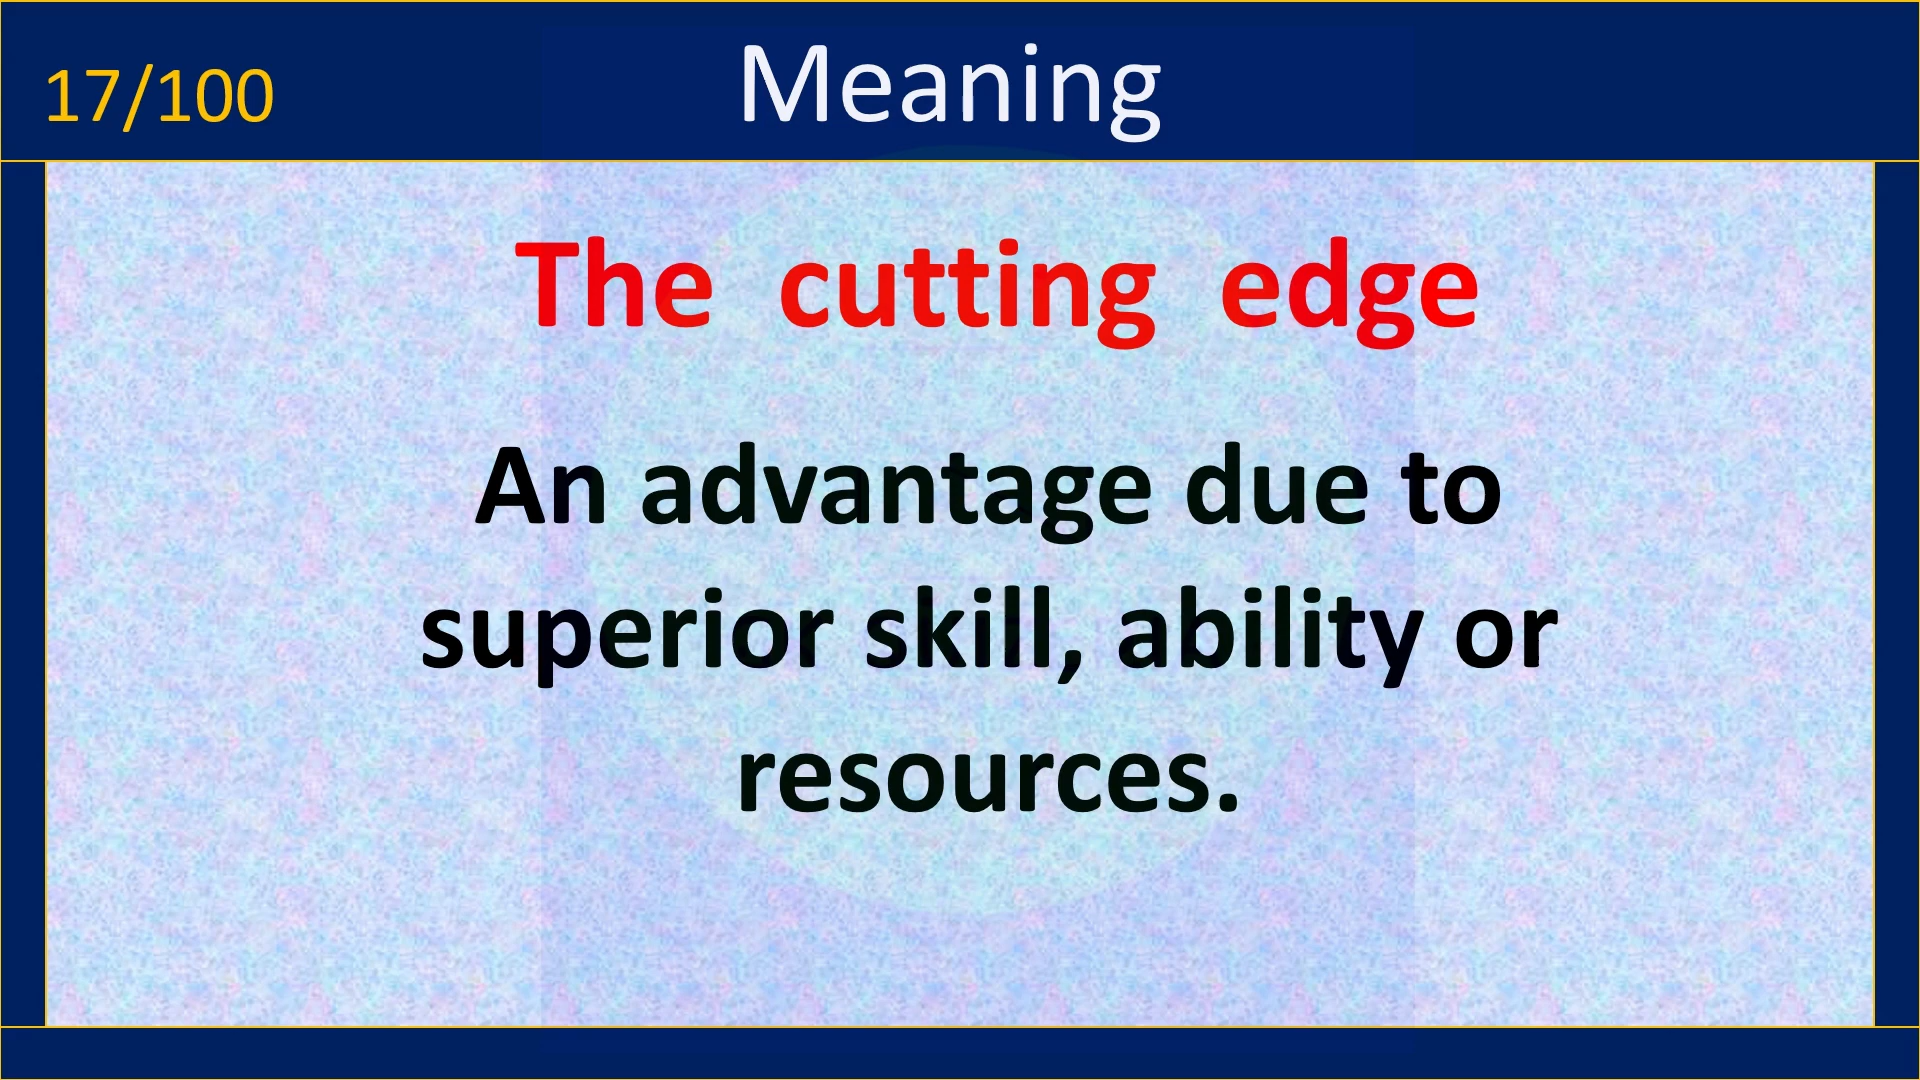 17/100
Meaning
The cutting edge
An advantage due to
superior skill, ability or
resources.